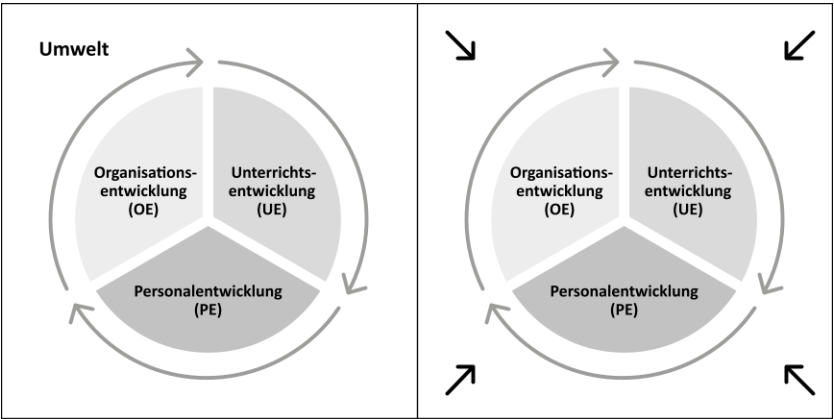 Umwelt
Organisations-
entwicklung
(OE)
Unterrichts-
entwicklung
(UE)
Personalentwicklung
(PE)
Organisations-
entwicklung
(OE)
Unterrichts-
entwicklung
(UE)
Personalentwicklung
(PE)